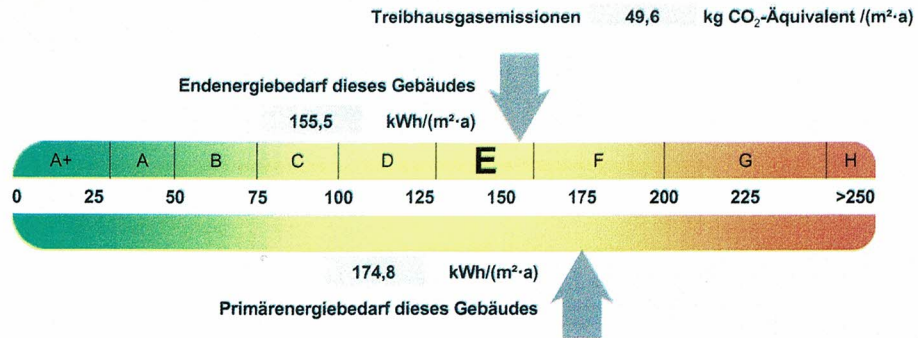 Treibhausgasemissionen 49,6 kg CO₂-Äquivalent /(m²·a)
Endenergiebedarf dieses Gebäudes
155,5 kWh/(m²·a)
A+ A B C D E F G H
0 25 50 75 100 125 150 175 200 225 >250
174,8 kWh/(m²·a)
Primärenergiebedarf dieses Gebäudes